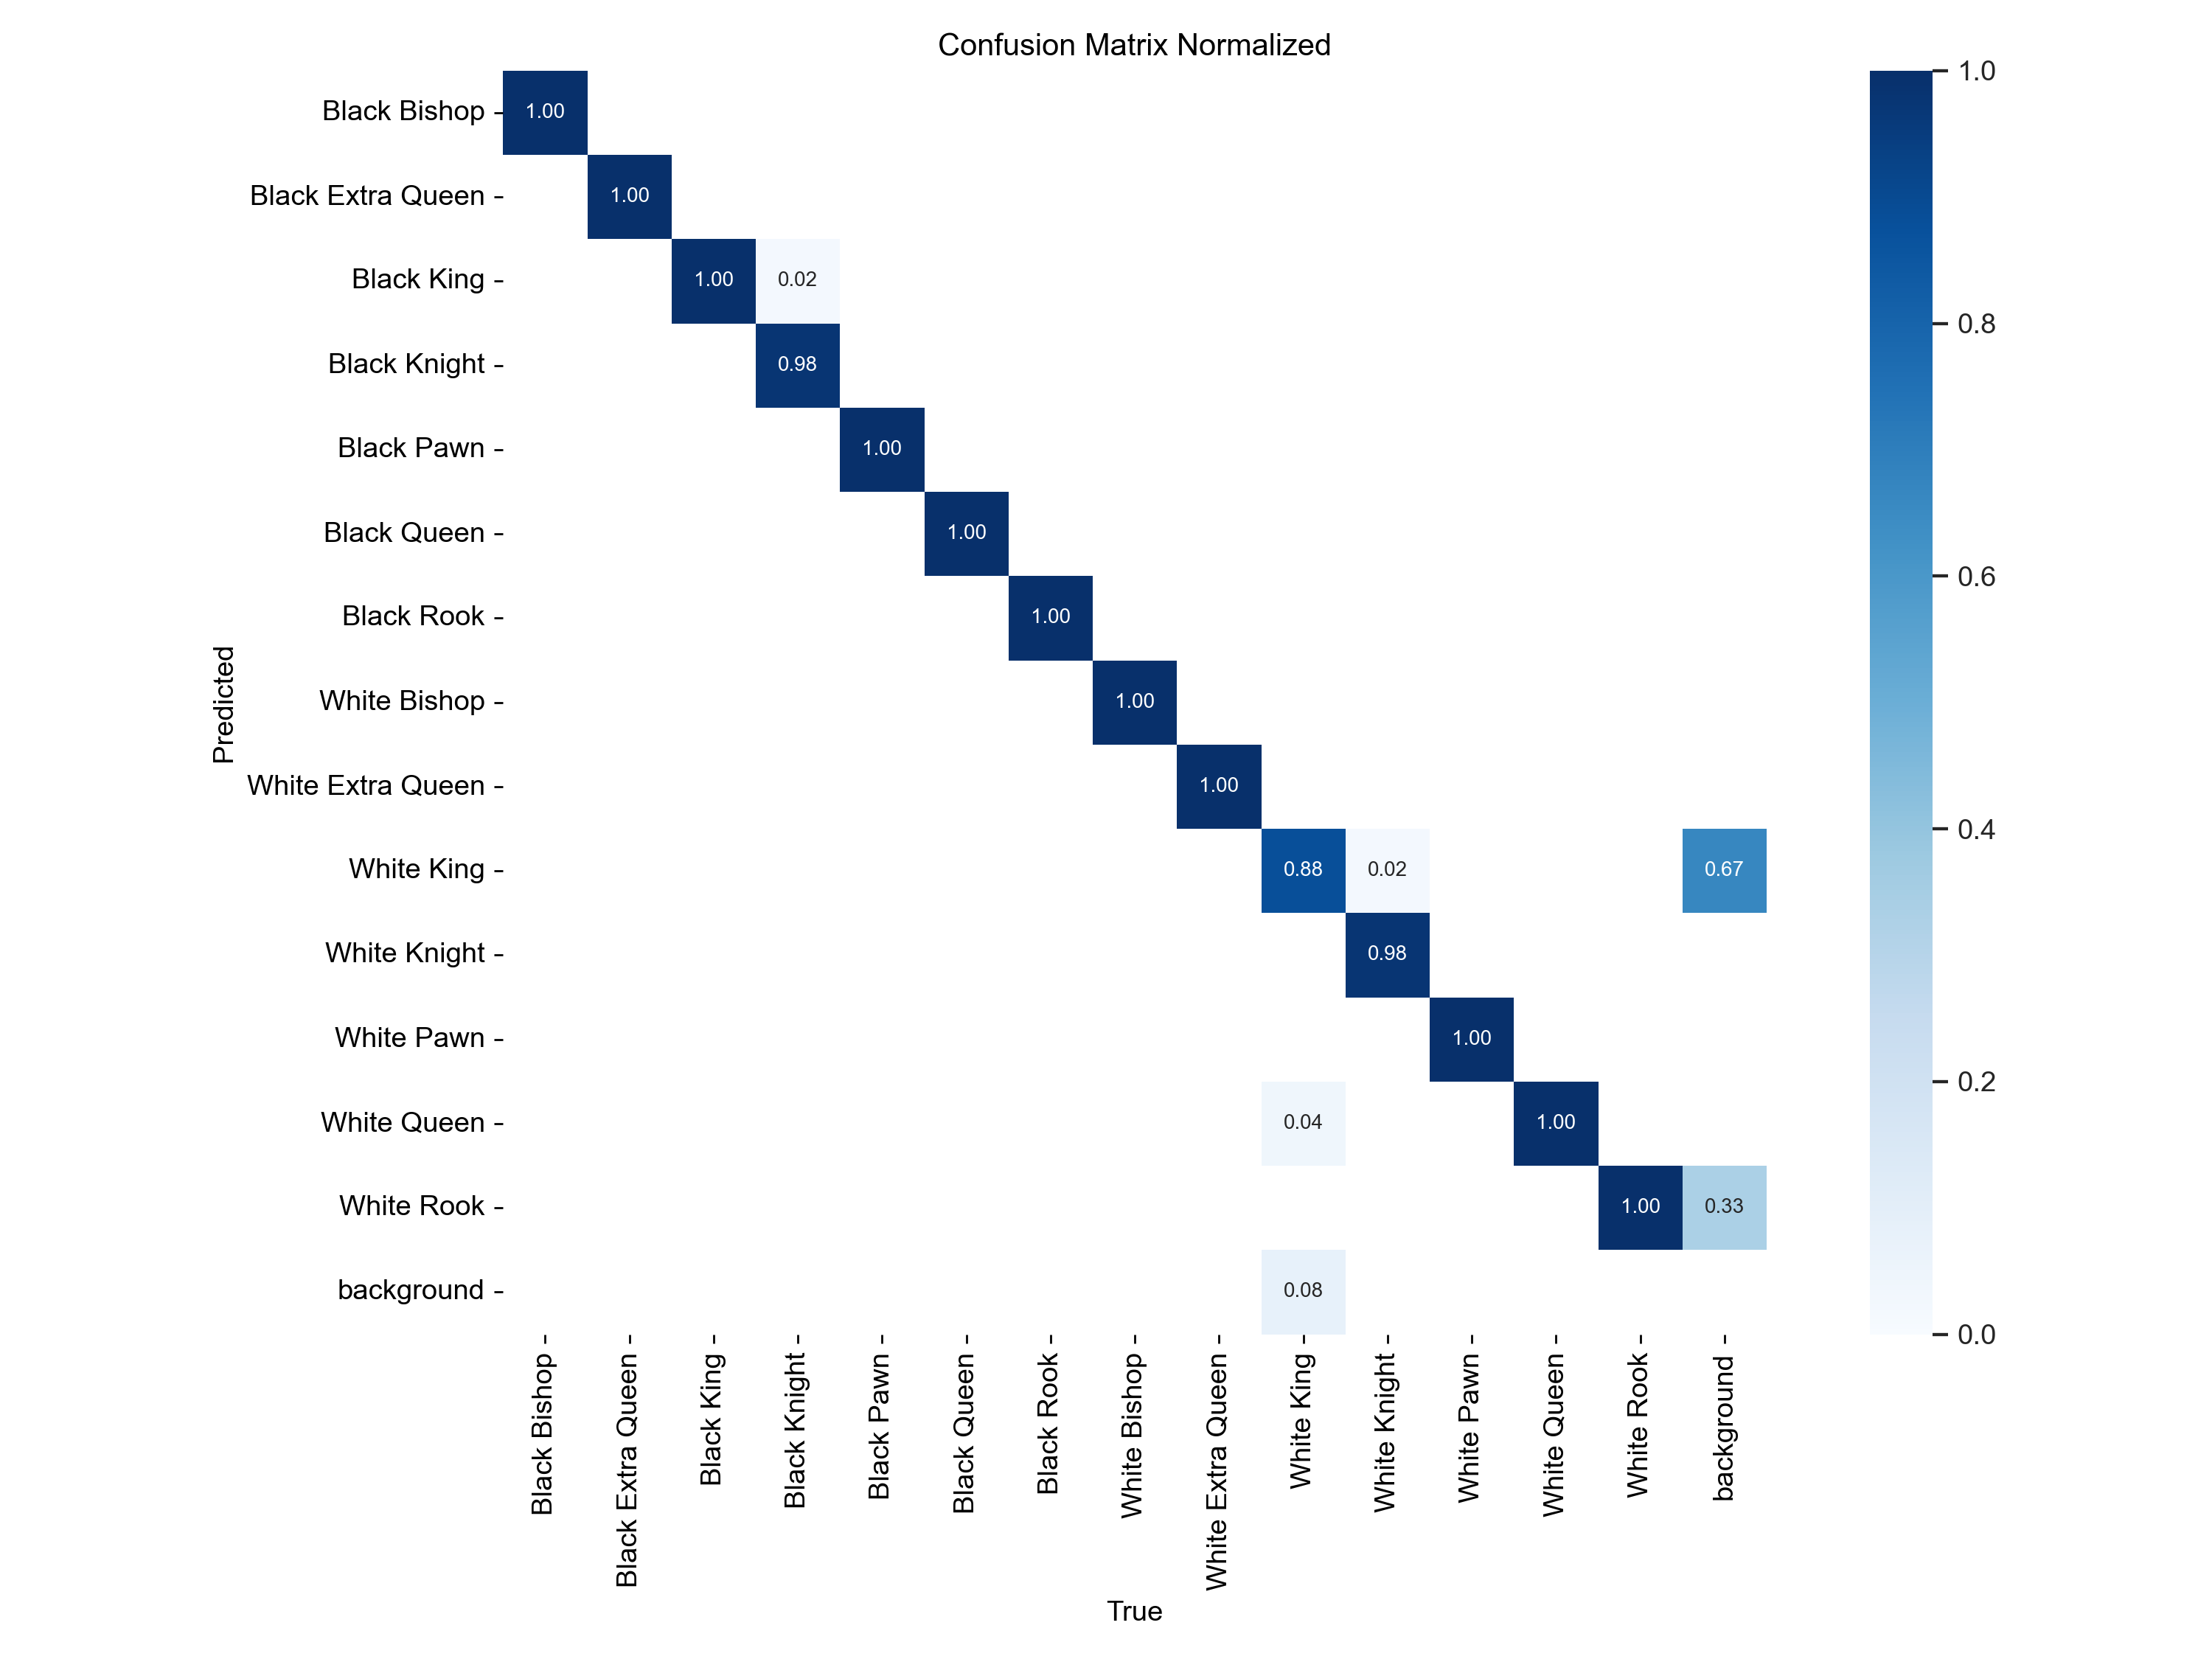 Confusion Matrix Normalized
Black Bishop
1.00
1.0
Black Extra Queen
1.00
Black King
1.00 0.02
0.8
Black Knight
0.98
Black Pawn
1.00
Black Queen
1.00
0.6
Black Rook
1.00
Predicted
White Bishop
1.00
White Extra Queen
1.00
0.4
White King
0.88 0.02 0.67
White Knight
0.98
White Pawn
1.00
0.2
White Queen
0.04 1.00
White Rook
1.00 0.33
background
0.08
0.0
Black Bishop
Black Extra Queen
Black King
Black Knight
Black Pawn
Black Queen
Black Rook
White Bishop
White Extra Queen
White King
White Knight
White Pawn
White Queen
White Rook
background
True